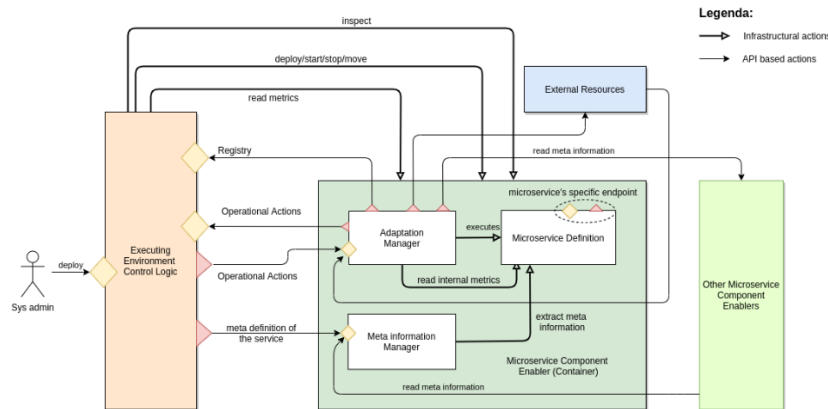 Legenda:
Infrastructural actions
API based actions
inspect
deploy/start/stop/move
read metrics
External Resources
Registry
read meta information
microservice's specific endpoint
Operational Actions
Adaptation
Manager
executes
Microservice Definition
Executing
Environment
Control Logic
deploy
Sys admin
Operational Actions
read internal metrics
Other Microservice
Component
Enablers
extract meta
information
meta definition of
the service
Meta information
Manager
Microservice Component
Enabler (Container)
read meta information